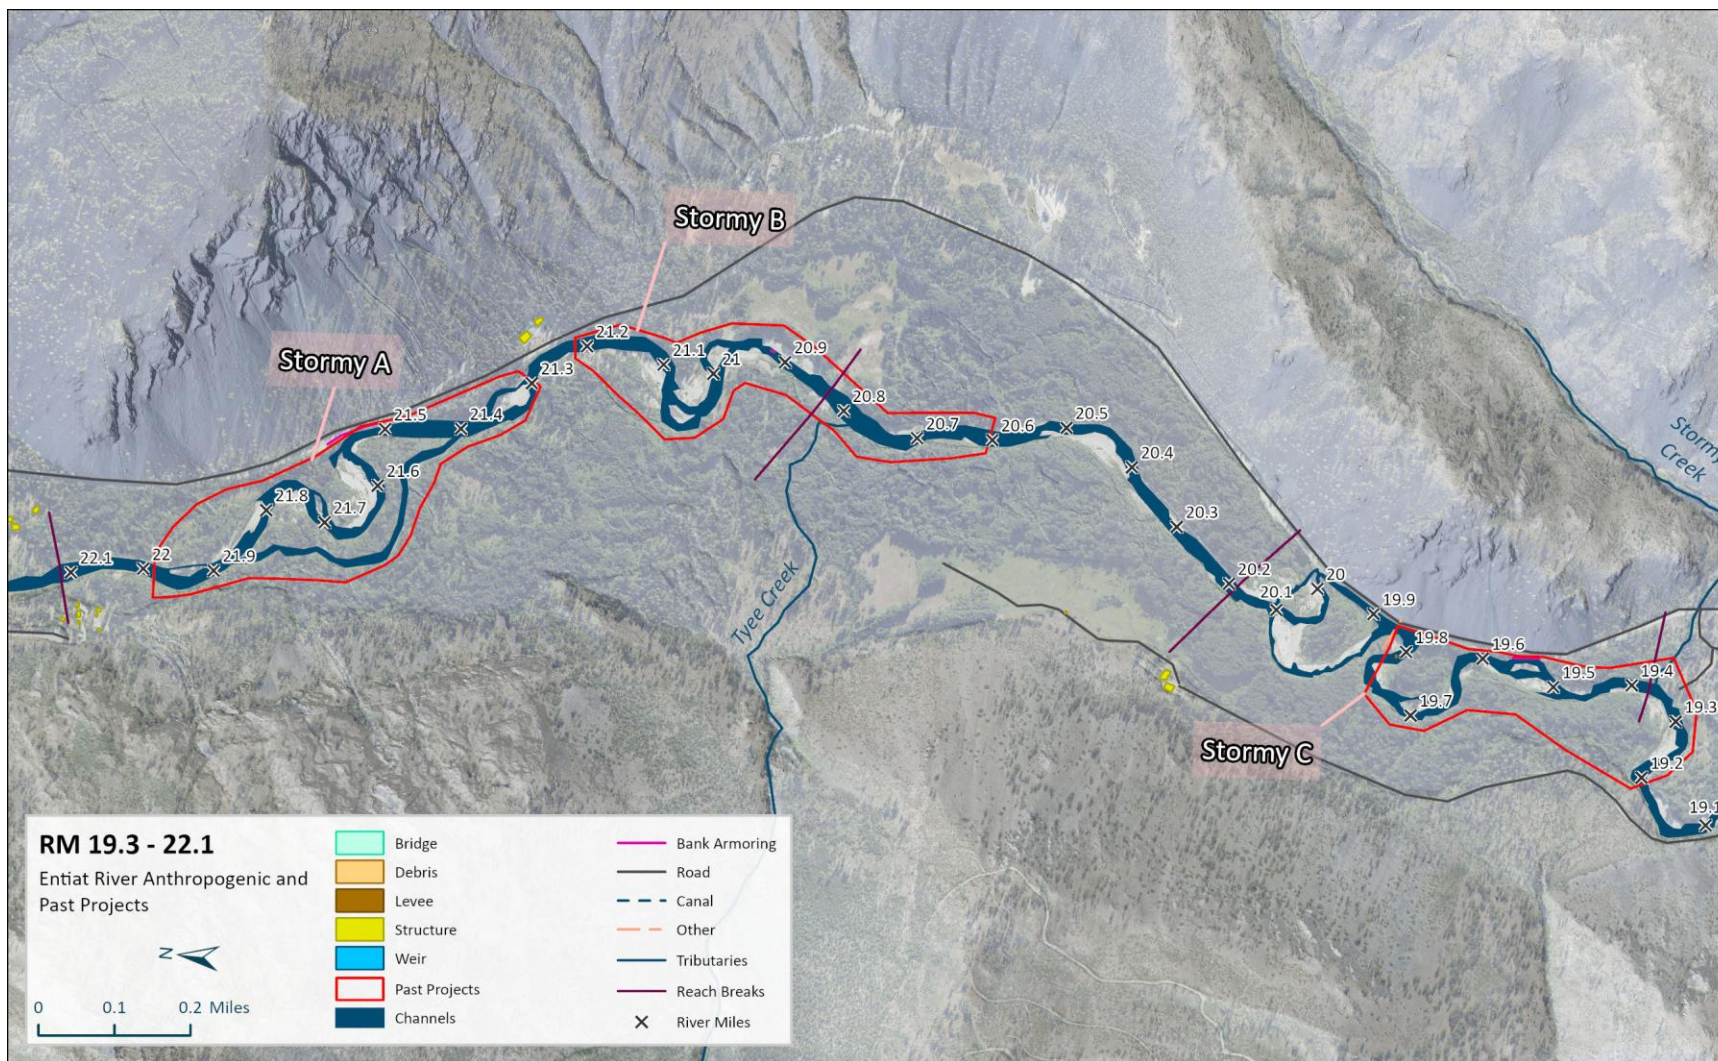 Stormy B
Stormy A
Stormy C
Tyee Creek
Stormy
Creek
22.1
22
21.9
21.8
21.7
21.6
21.5
21.4
21.3
21.2
21.1
21
20.9
20.8
20.7
20.6
20.5
20.4
20.3
20.2
20.1
20
19.9
19.8
19.7
19.6
19.5
19.4
19.3
19.2
19.1
RM 19.3 - 22.1
Entiat River Anthropogenic and
Past Projects
N
0 0.1 0.2 Miles
Bridge
Debris
Levee
Structure
Weir
Past Projects
Channels
Bank Armoring
Road
Canal
Other
Tributaries
Reach Breaks
River Miles